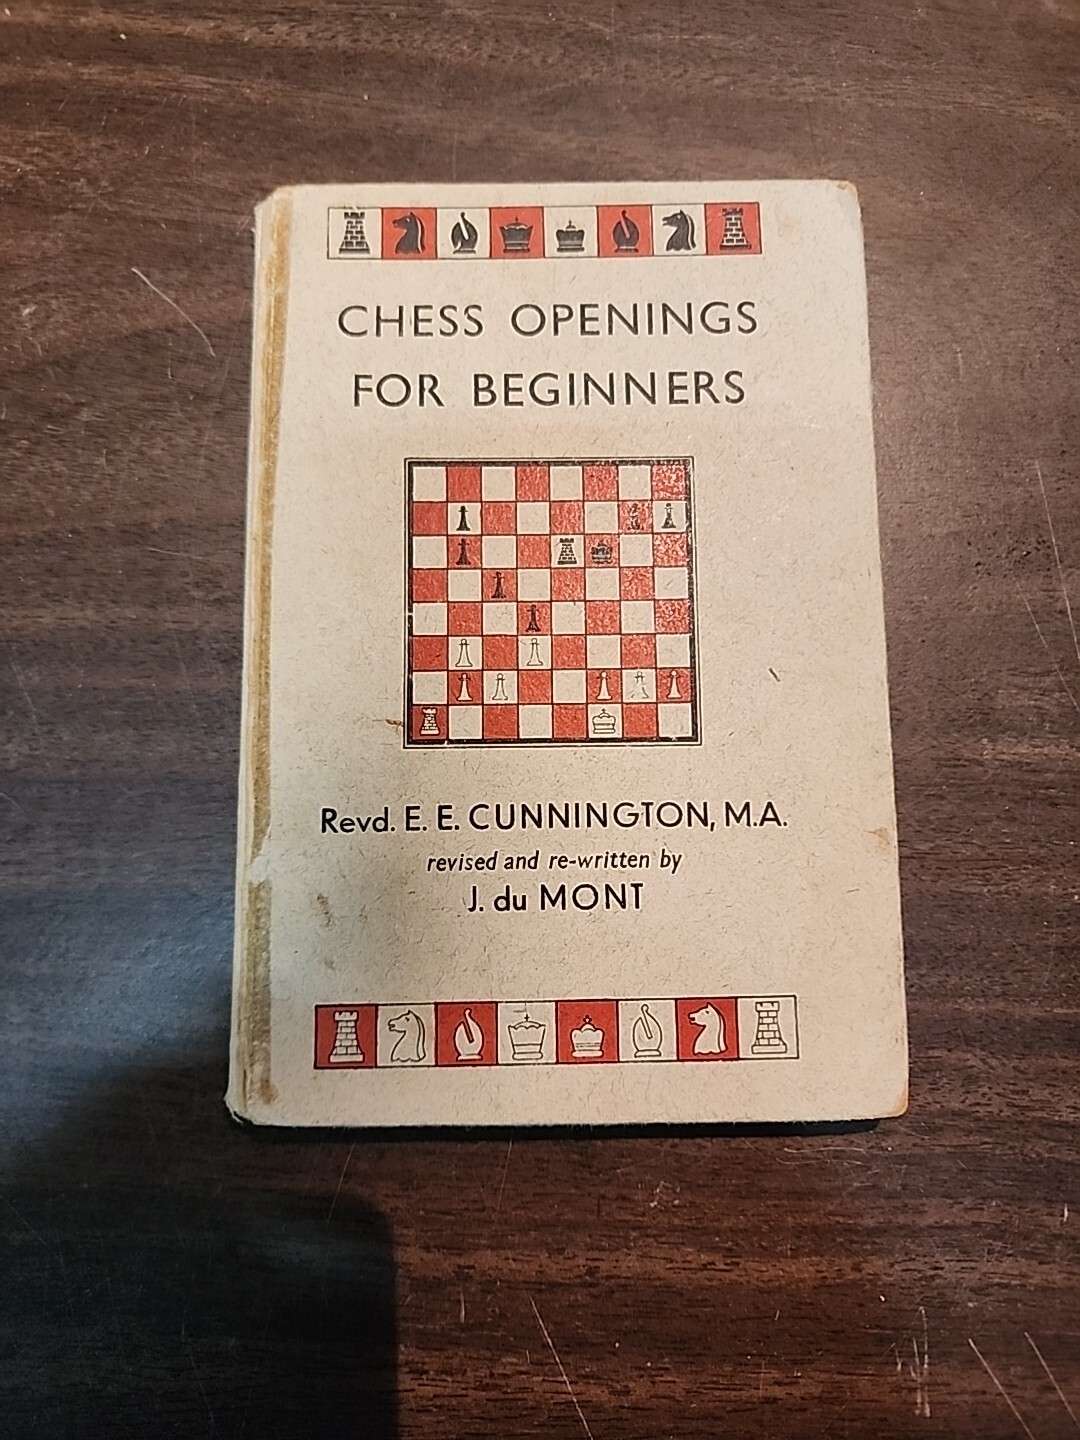 CHESS OPENINGS
FOR BEGINNERS
Revd. E. E. CUNNINGTON, M.A.
revised and re-written by
J. du MONT